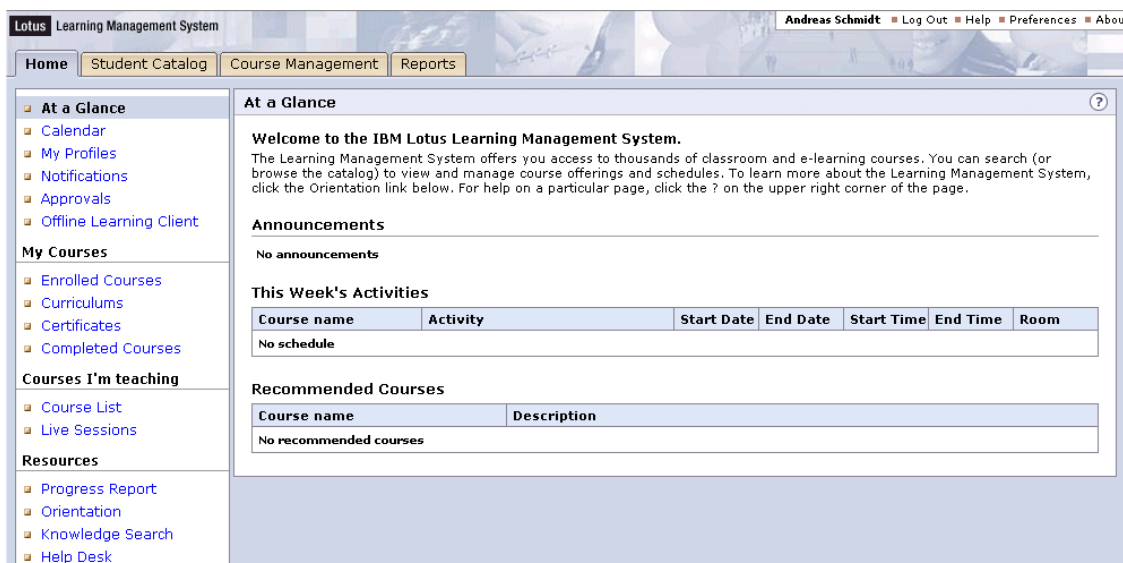 Lotus Learning Management System
Andreas Schmidt Log Out Help Preferences Abou
Home Student Catalog Course Management Reports
At a Glance
Calendar
My Profiles
Notifications
Approvals
Offline Learning Client
My Courses
Enrolled Courses
Curriculums
Certificates
Completed Courses
Courses I'm teaching
Course List
Live Sessions
Resources
Progress Report
Orientation
Knowledge Search
Help Desk
At a Glance ?
Welcome to the IBM Lotus Learning Management System.
The Learning Management System offers you access to thousands of classroom and e-learning courses. You can search (or
browse the catalog) to view and manage course offerings and schedules. To learn more about the Learning Management System,
click the Orientation link below. For help on a particular page, click the ? on the upper right corner of the page.
Announcements
No announcements
This Week's Activities
Course name Activity Start Date End Date Start Time End Time Room
No schedule
Recommended Courses
Course name Description
No recommended courses